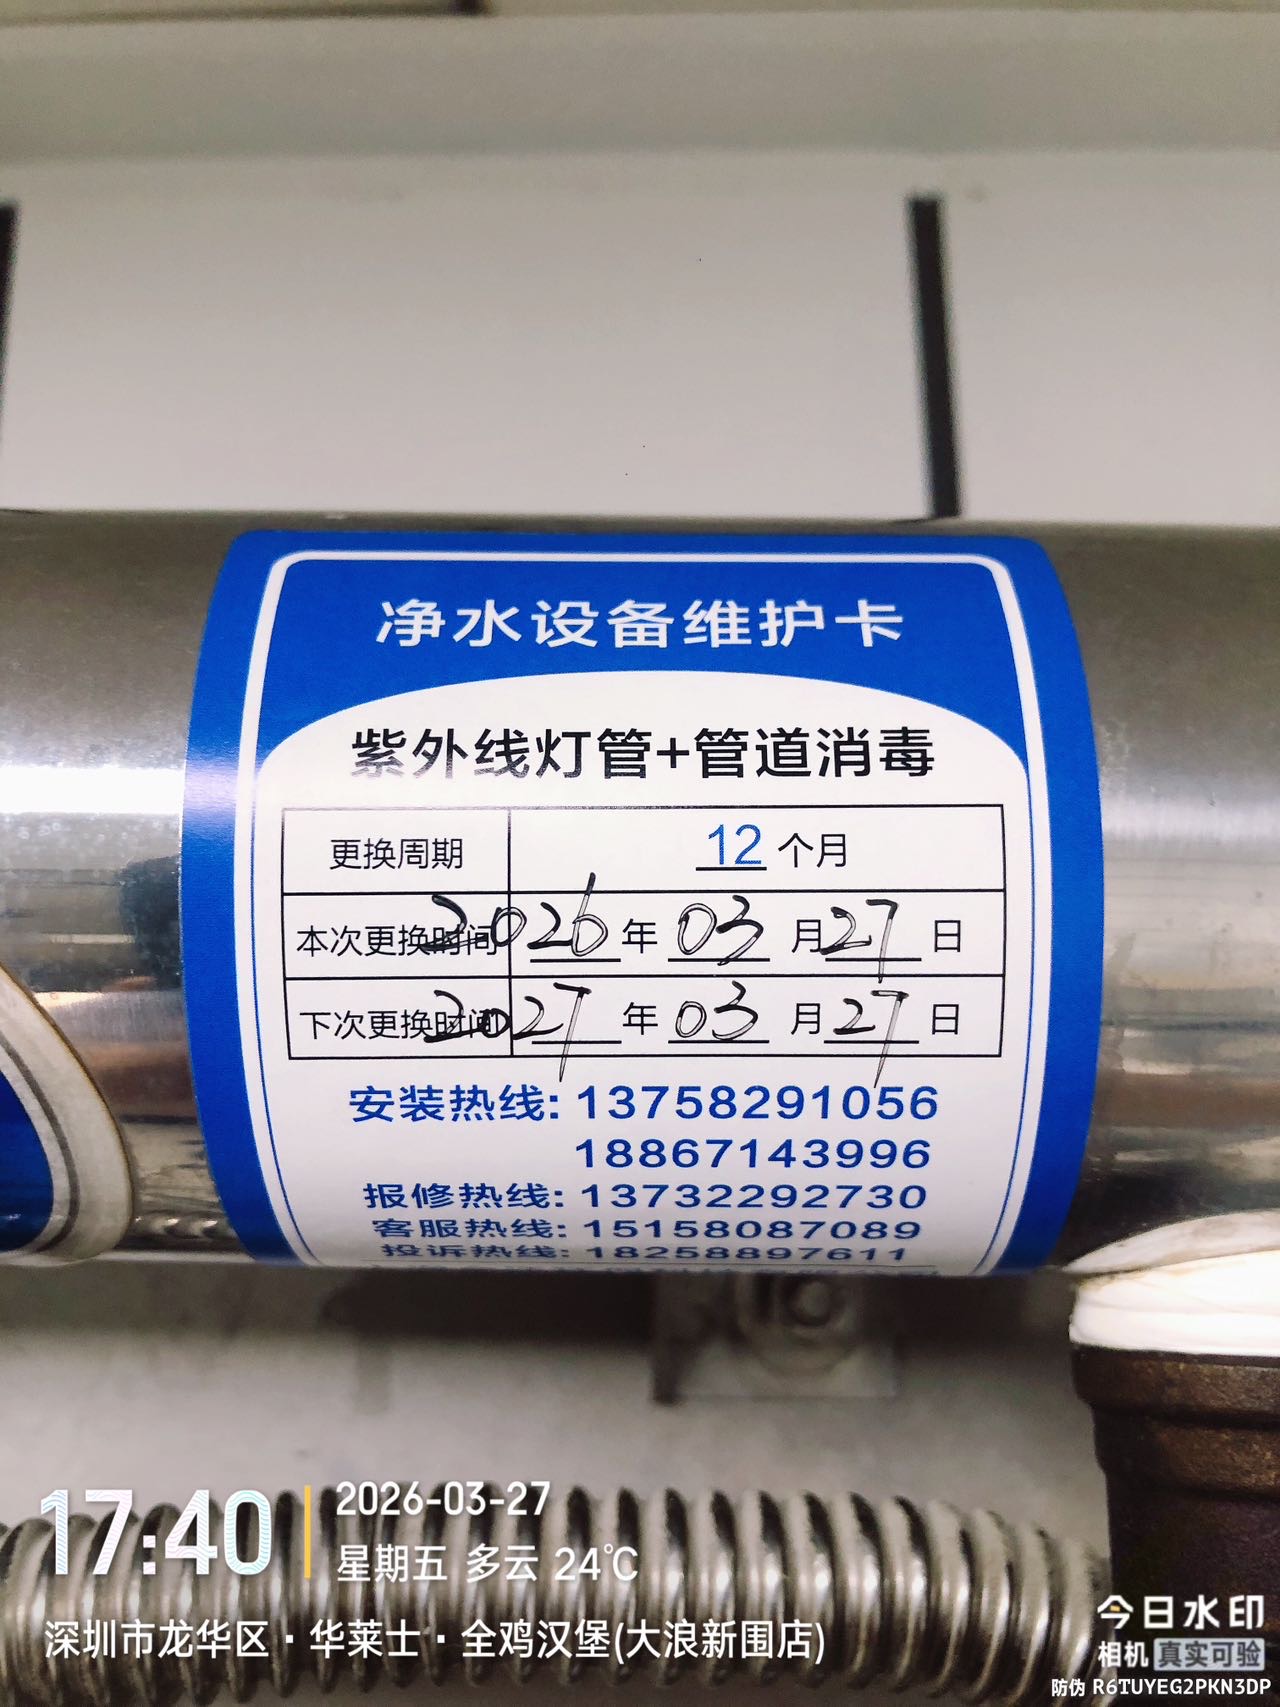 净水设备维护卡
紫外线灯管+管道消毒
更换周期 12 个月
本次更换时间 2026 年 03 月 27 日
下次更换时间 2027 年 03 月 27 日
安装热线: 13758291056
18867143996
报修热线: 13732292730
客服热线: 15158087089
投诉热线: 18258897611
17:40
2026-03-27
星期五 多云 24℃
深圳市龙华区·华莱士·全鸡汉堡(大浪新围店)
今日水印
相机 真实可验
防伪 R6TUYEG2PKN3DP